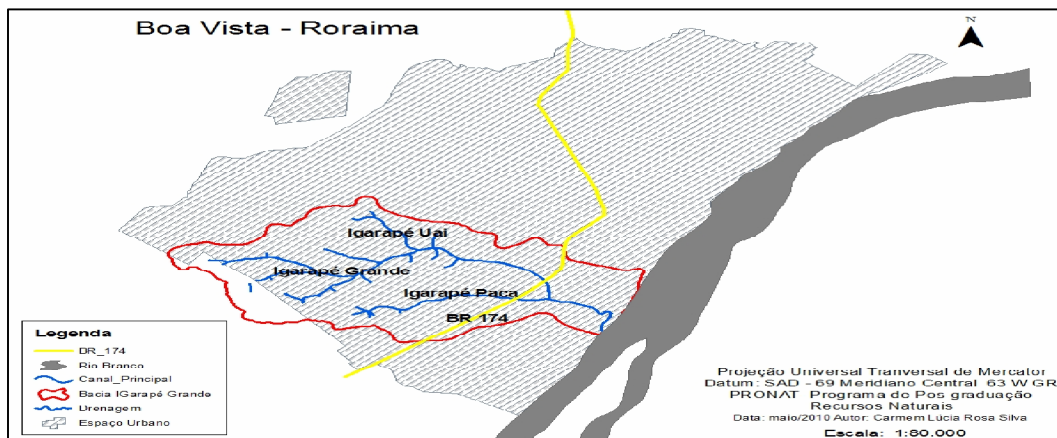 Boa Vista - Roraima
N
Igarapé Uai
Igarapé Grande
Igarapé Paca
BR 174
Legenda
BR_174
Rio Branco
Canal_Principal
Bacia IGarapé Grande
Drenagem
Espaço Urbano
Projeção Universal Tranversal de Mercator
Datum: SAD - 69 Meridiano Central 63 W GR
PRONAT Programa de Pos graduação
Recursos Naturais
Data: maio/2010 Autor: Carmem Lúcia Rosa Silva
Escala: 1:80.000